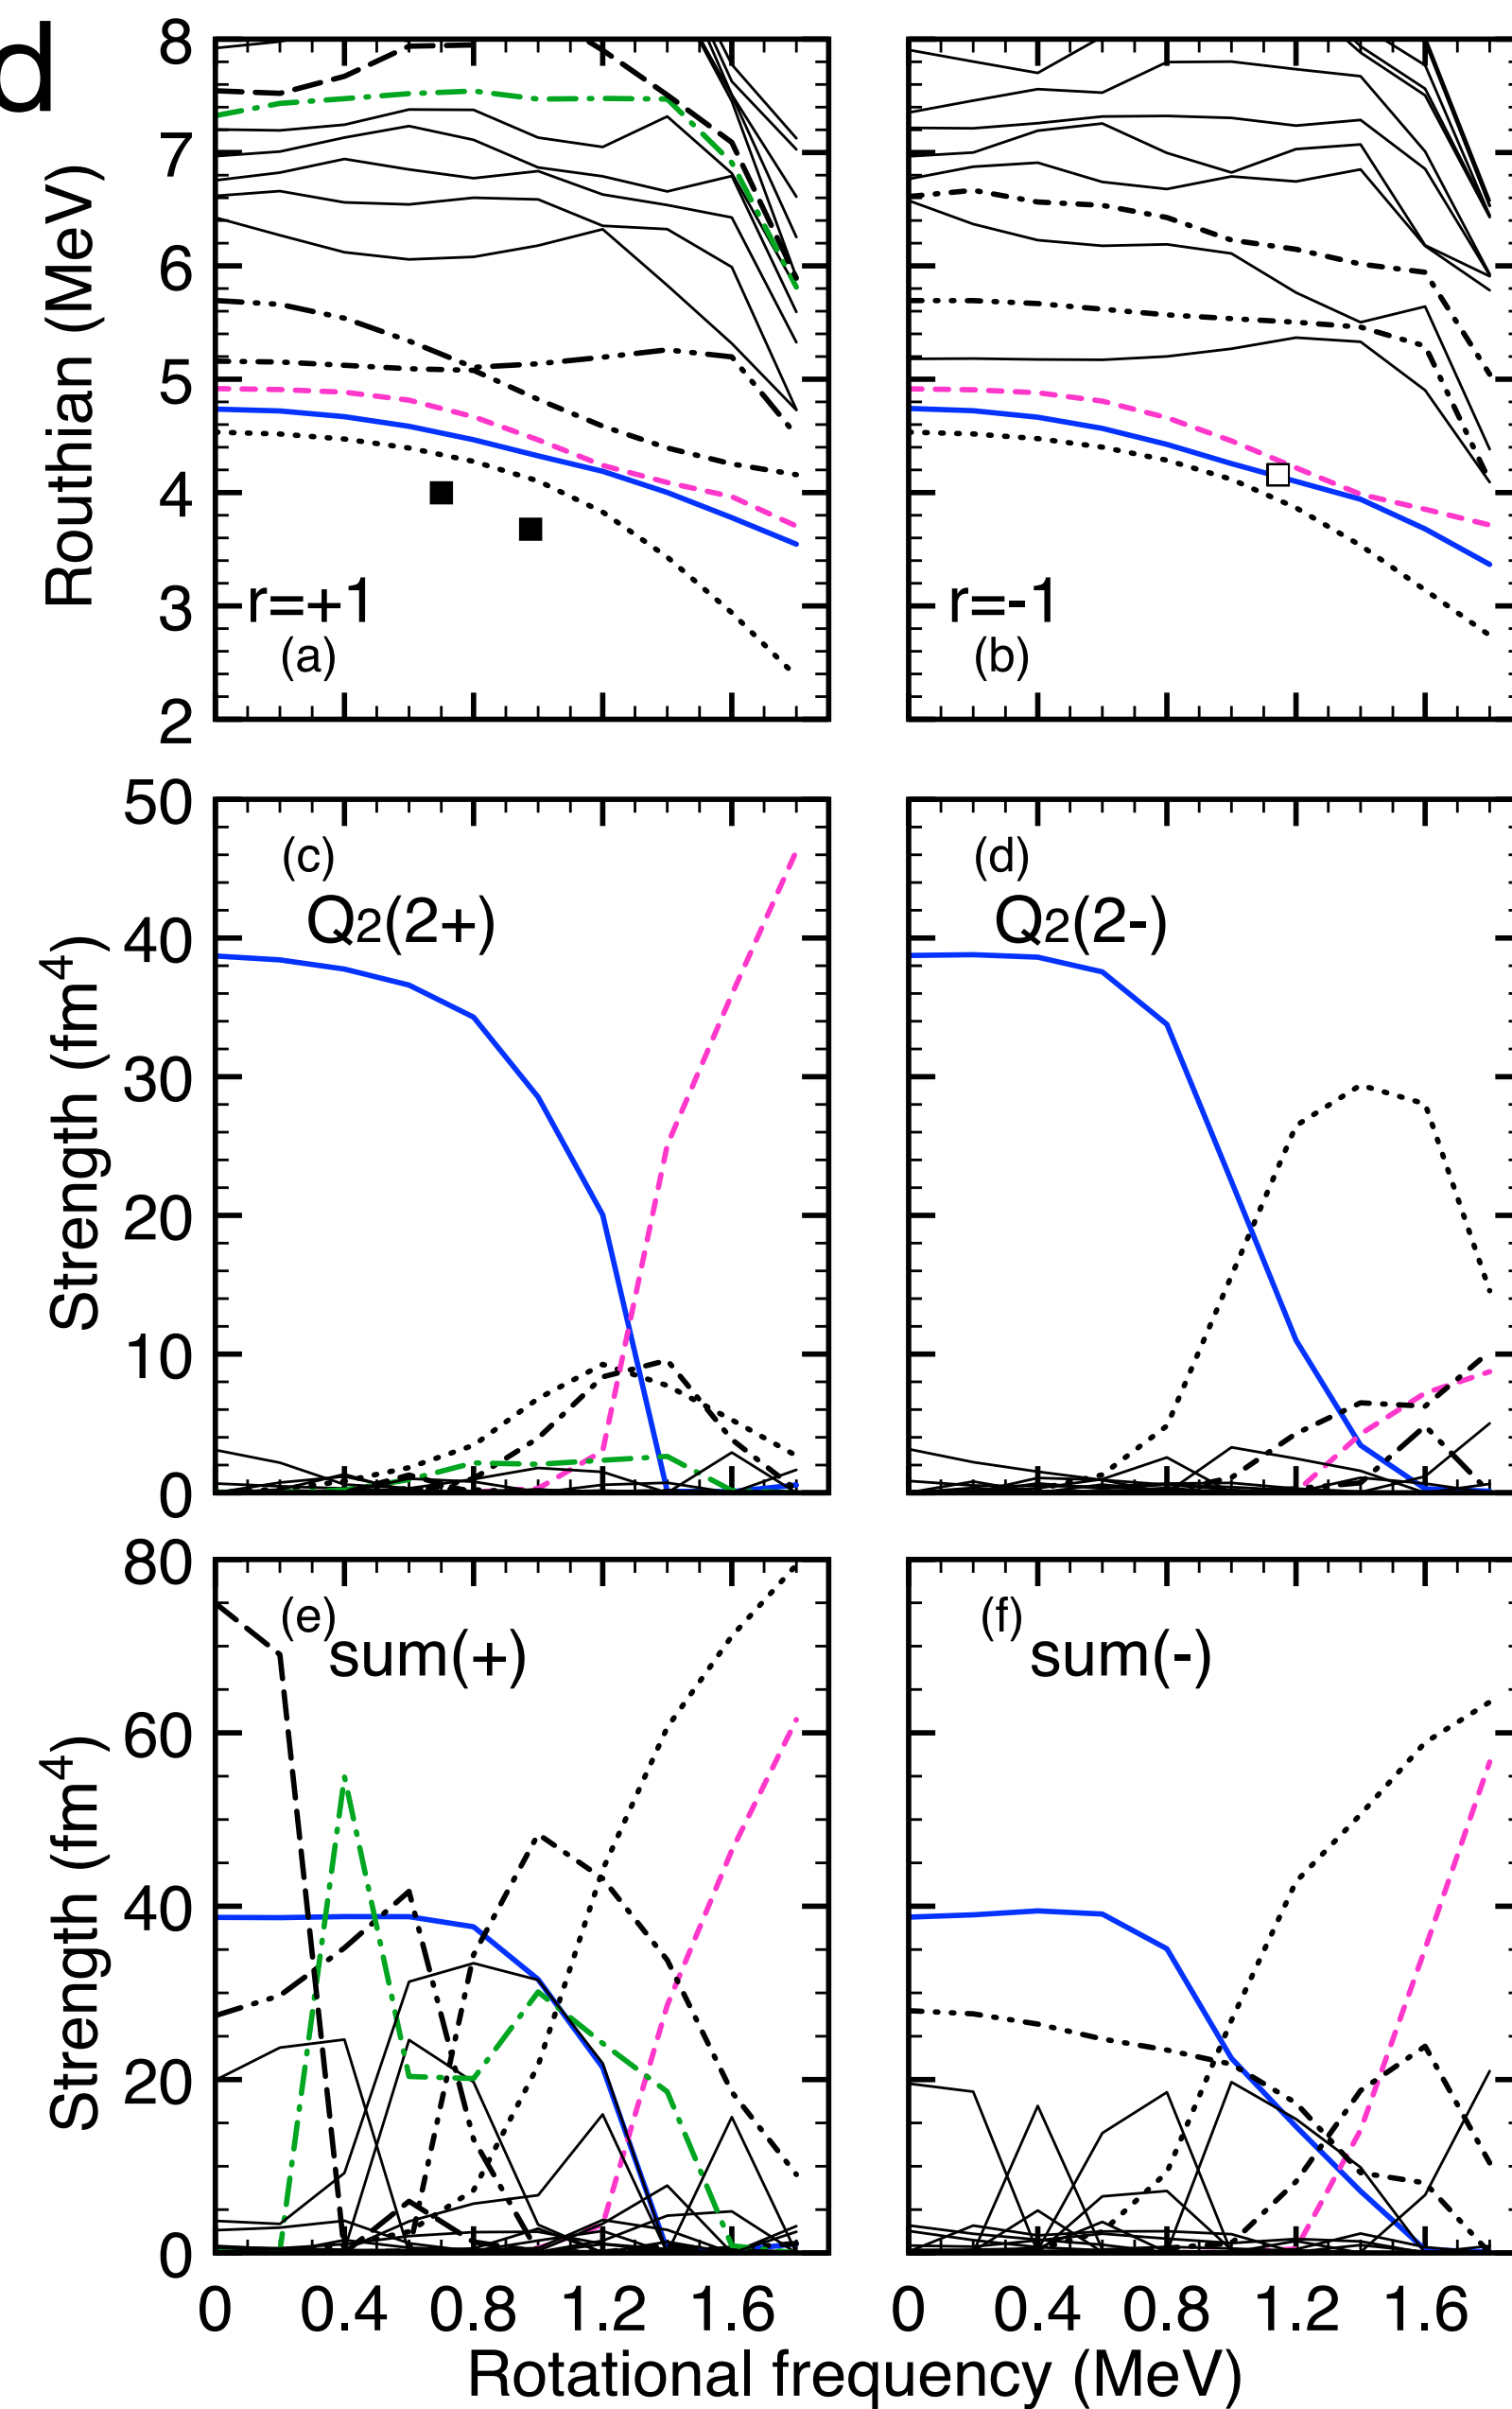 d
8
7
6
5
4
3
2
Routhian (MeV)
r=+1
(a)
r=-1
(b)
50
40
30
20
10
0
Strength (fm4)
(c)
Q2(2+)
(d)
Q2(2-)
80
60
40
20
0
Strength (fm4)
(e)
sum(+)
(f)
sum(-)
0 0.4 0.8 1.2 1.6
0 0.4 0.8 1.2 1.6
Rotational frequency (MeV)